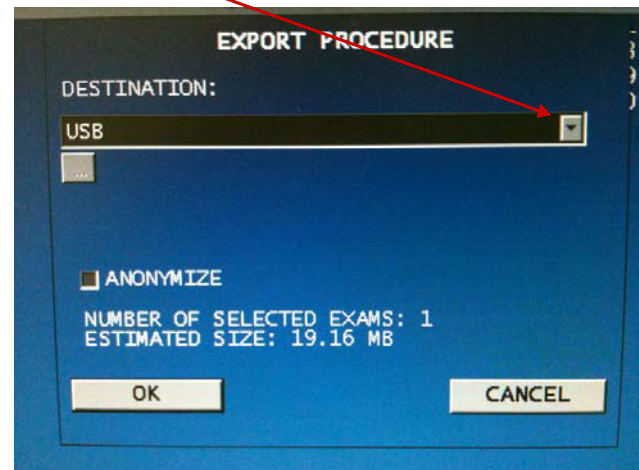 EXPORT PROCEDURE
DESTINATION:
USB
...
ANONYMIZE
NUMBER OF SELECTED EXAMS: 1
ESTIMATED SIZE: 19.16 MB
OK
CANCEL